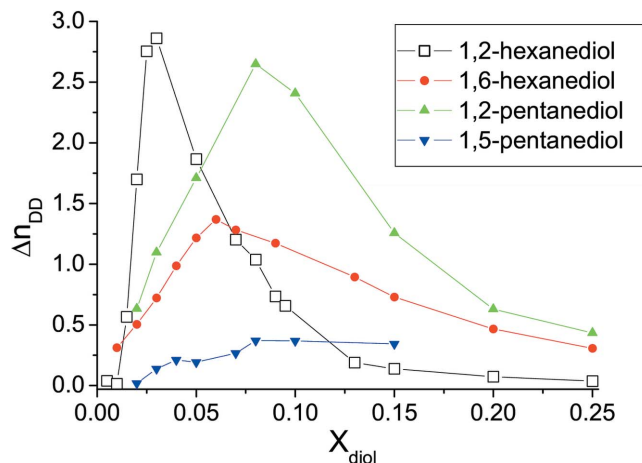 3.0
2.5
2.0
1.5
1.0
0.5
0.0
0.00 0.05 0.10 0.15 0.20 0.25
Δn_DD
X_diol
1,2-hexanediol
1,6-hexanediol
1,2-pentanediol
1,5-pentanediol